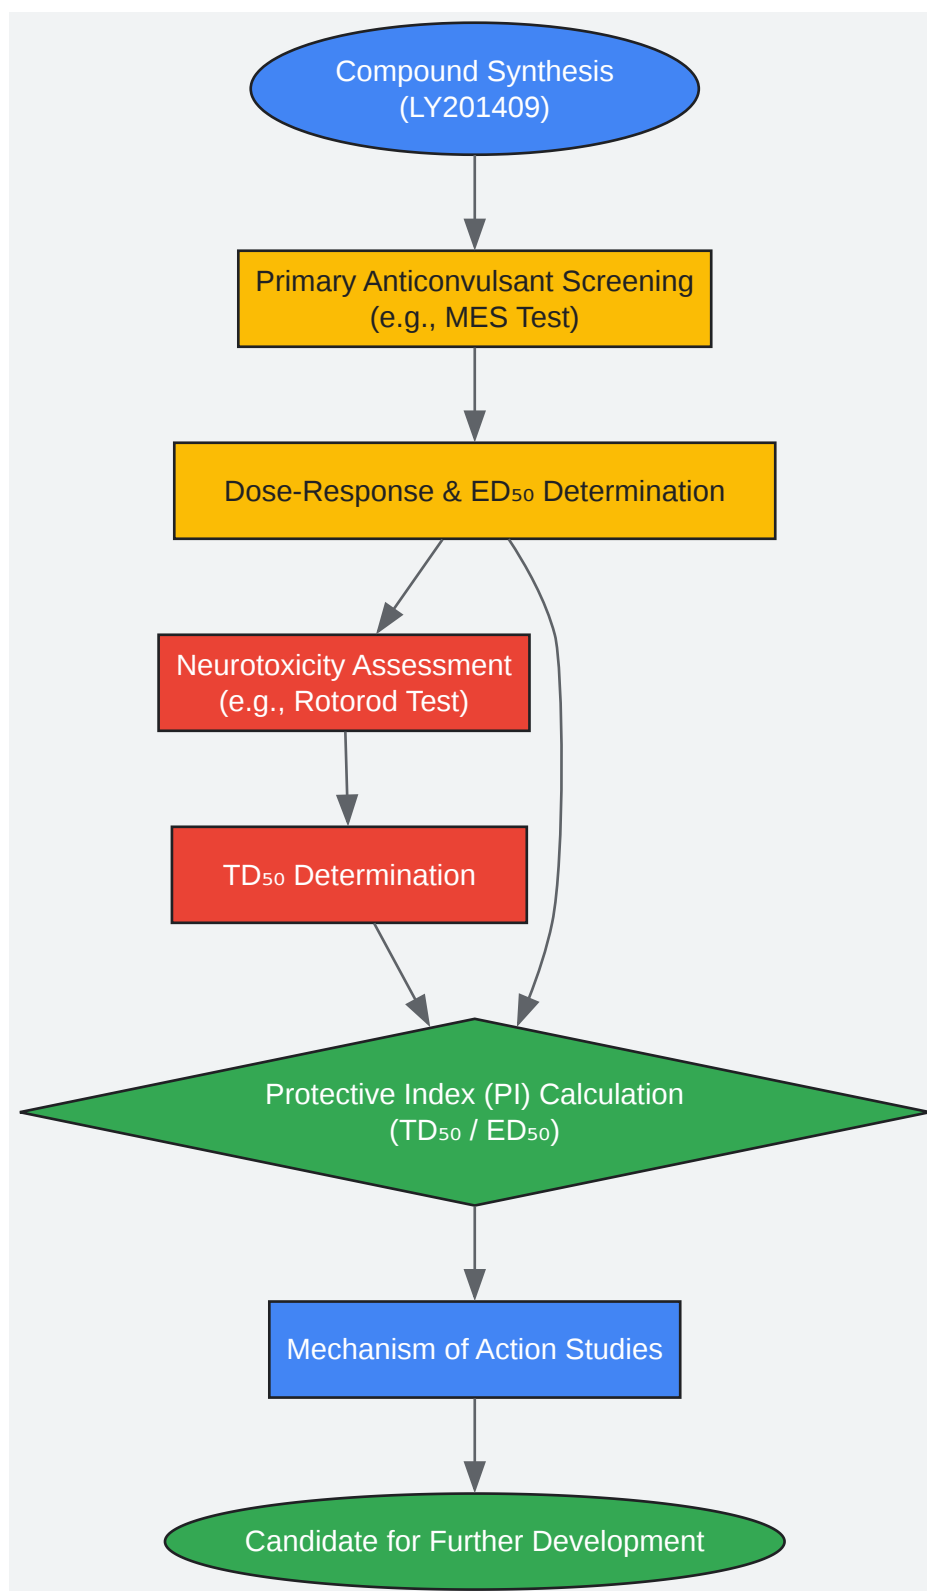 Compound Synthesis
(LY201409)
Primary Anticonvulsant Screening
(e.g., MES Test)
Dose-Response & ED₅₀ Determination
Neurotoxicity Assessment
(e.g., Rotorod Test)
TD₅₀ Determination
Protective Index (PI) Calculation
(TD₅₀ / ED₅₀)
Mechanism of Action Studies
Candidate for Further Development